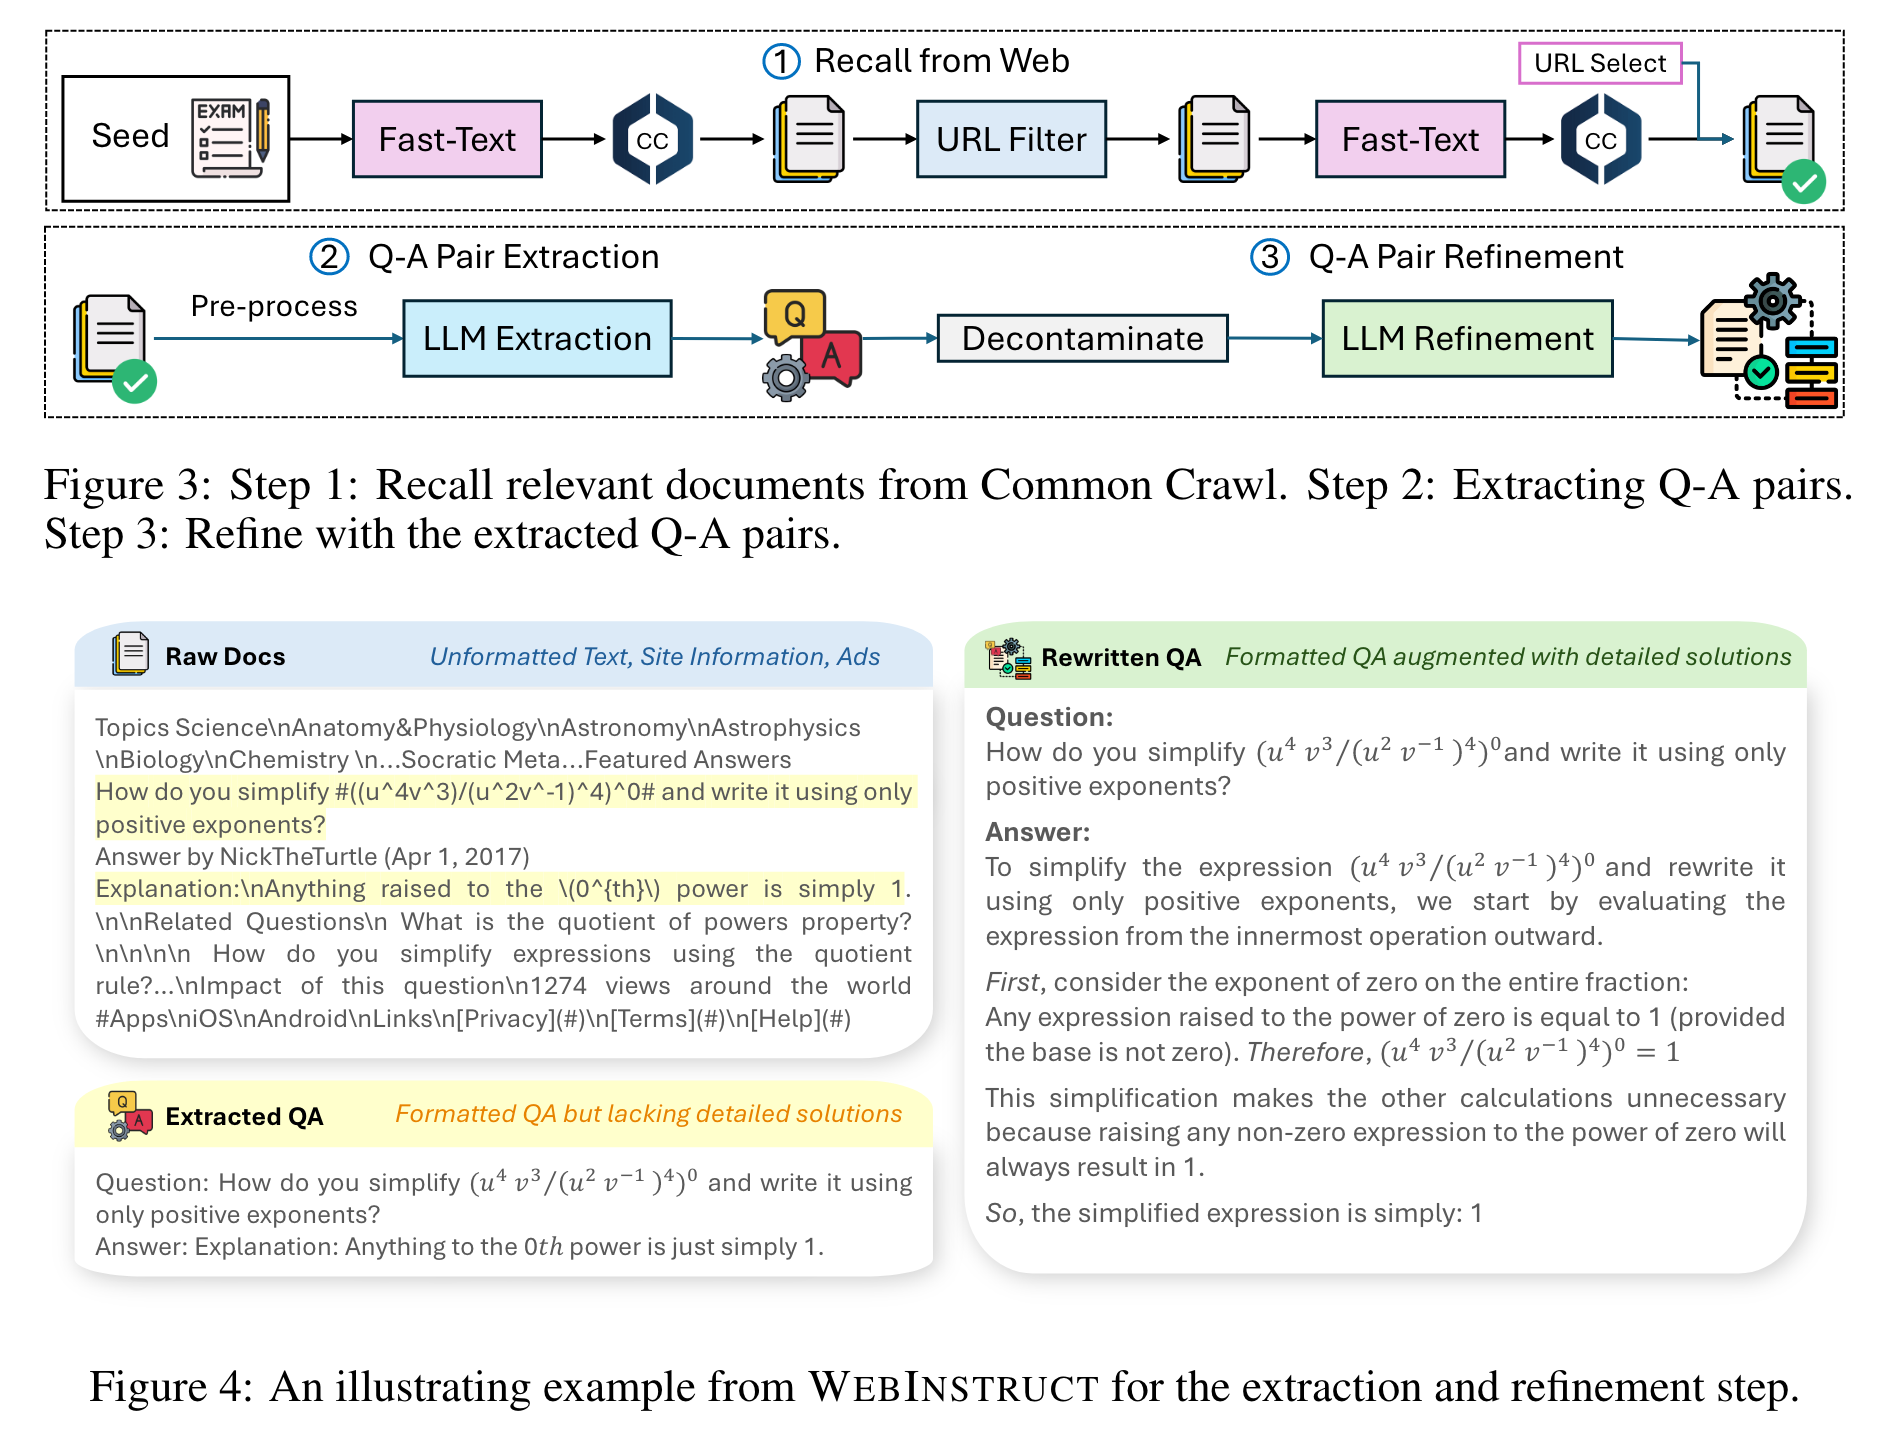 ① Recall from Web
URL Select
Seed
EXAM
Fast-Text
CC
URL Filter
Fast-Text
CC
② Q-A Pair Extraction
③ Q-A Pair Refinement
Pre-process
LLM Extraction
Q
A
Decontaminate
LLM Refinement
Figure 3: Step 1: Recall relevant documents from Common Crawl. Step 2: Extracting Q-A pairs.
Step 3: Refine with the extracted Q-A pairs.
Raw Docs
Unformatted Text, Site Information, Ads
Topics Science\nAnatomy&Physiology\nAstronomy\nAstrophysics
\nBiology\nChemistry \n...Socratic Meta...Featured Answers
How do you simplify #((u^4v^3)/(u^2v^-1)^4)^0# and write it using only
positive exponents?
Answer by NickTheTurtle (Apr 1, 2017)
Explanation:\nAnything raised to the \(0^{th}\) power is simply 1.
\n\nRelated Questions\n What is the quotient of powers property?
\n\n\n\n How do you simplify expressions using the quotient
rule?...\nImpact of this question\n1274 views around the world
#Apps\niOS\nAndroid\nLinks\n[Privacy](#)\n[Terms](#)\n[Help](#)
Q
A
Extracted QA
Formatted QA but lacking detailed solutions
Question: How do you simplify (u⁴ v³/(u² v⁻¹ )⁴)⁰ and write it using
only positive exponents?
Answer: Explanation: Anything to the 0th power is just simply 1.
Rewritten QA
Formatted QA augmented with detailed solutions
Question:
How do you simplify (u⁴ v³/(u² v⁻¹ )⁴)⁰and write it using only
positive exponents?
Answer:
To simplify the expression (u⁴ v³/(u² v⁻¹ )⁴)⁰ and rewrite it
using only positive exponents, we start by evaluating the
expression from the innermost operation outward.
First, consider the exponent of zero on the entire fraction:
Any expression raised to the power of zero is equal to 1 (provided
the base is not zero). Therefore, (u⁴ v³/(u² v⁻¹ )⁴)⁰ = 1
This simplification makes the other calculations unnecessary
because raising any non-zero expression to the power of zero will
always result in 1.
So, the simplified expression is simply: 1
Figure 4: An illustrating example from WEBINSTRUCT for the extraction and refinement step.